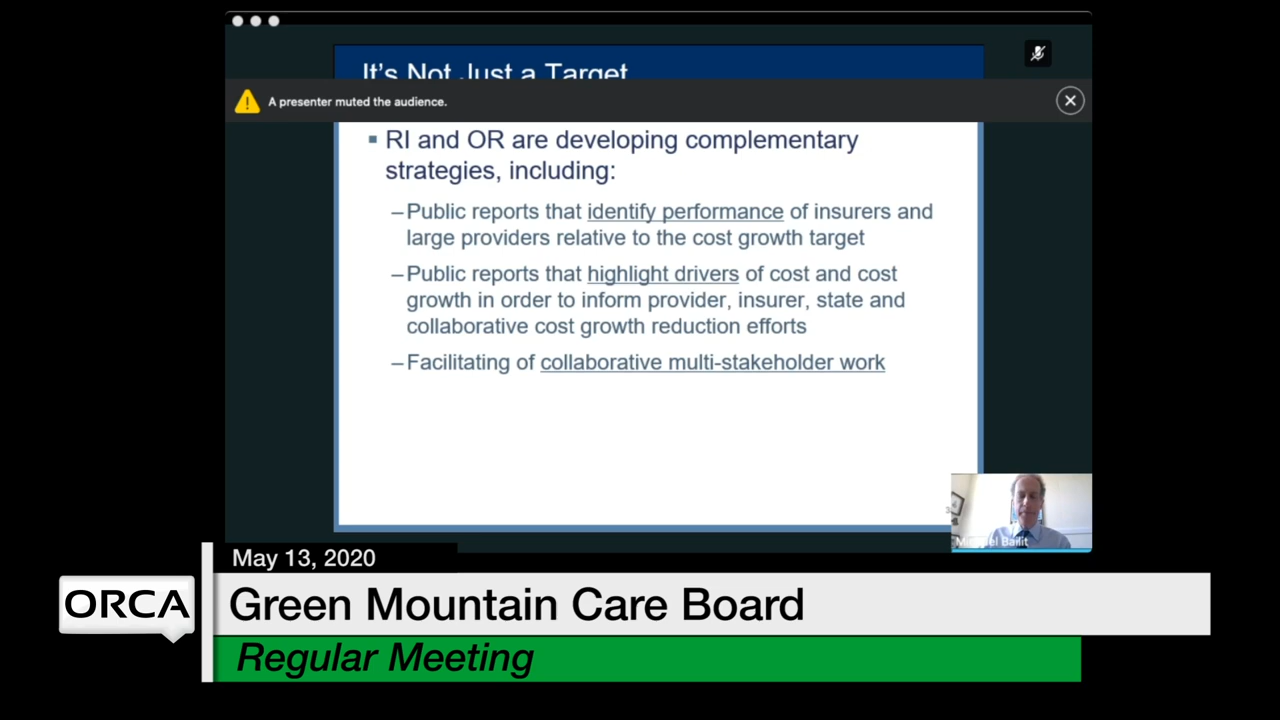 It's Not Just a Target
A presenter muted the audience.
▪ RI and OR are developing complementary
strategies, including:
–Public reports that identify performance of insurers and
large providers relative to the cost growth target
–Public reports that highlight drivers of cost and cost
growth in order to inform provider, insurer, state and
collaborative cost growth reduction efforts
–Facilitating of collaborative multi-stakeholder work
Michael Bailit
May 13, 2020
ORCA
Green Mountain Care Board
Regular Meeting